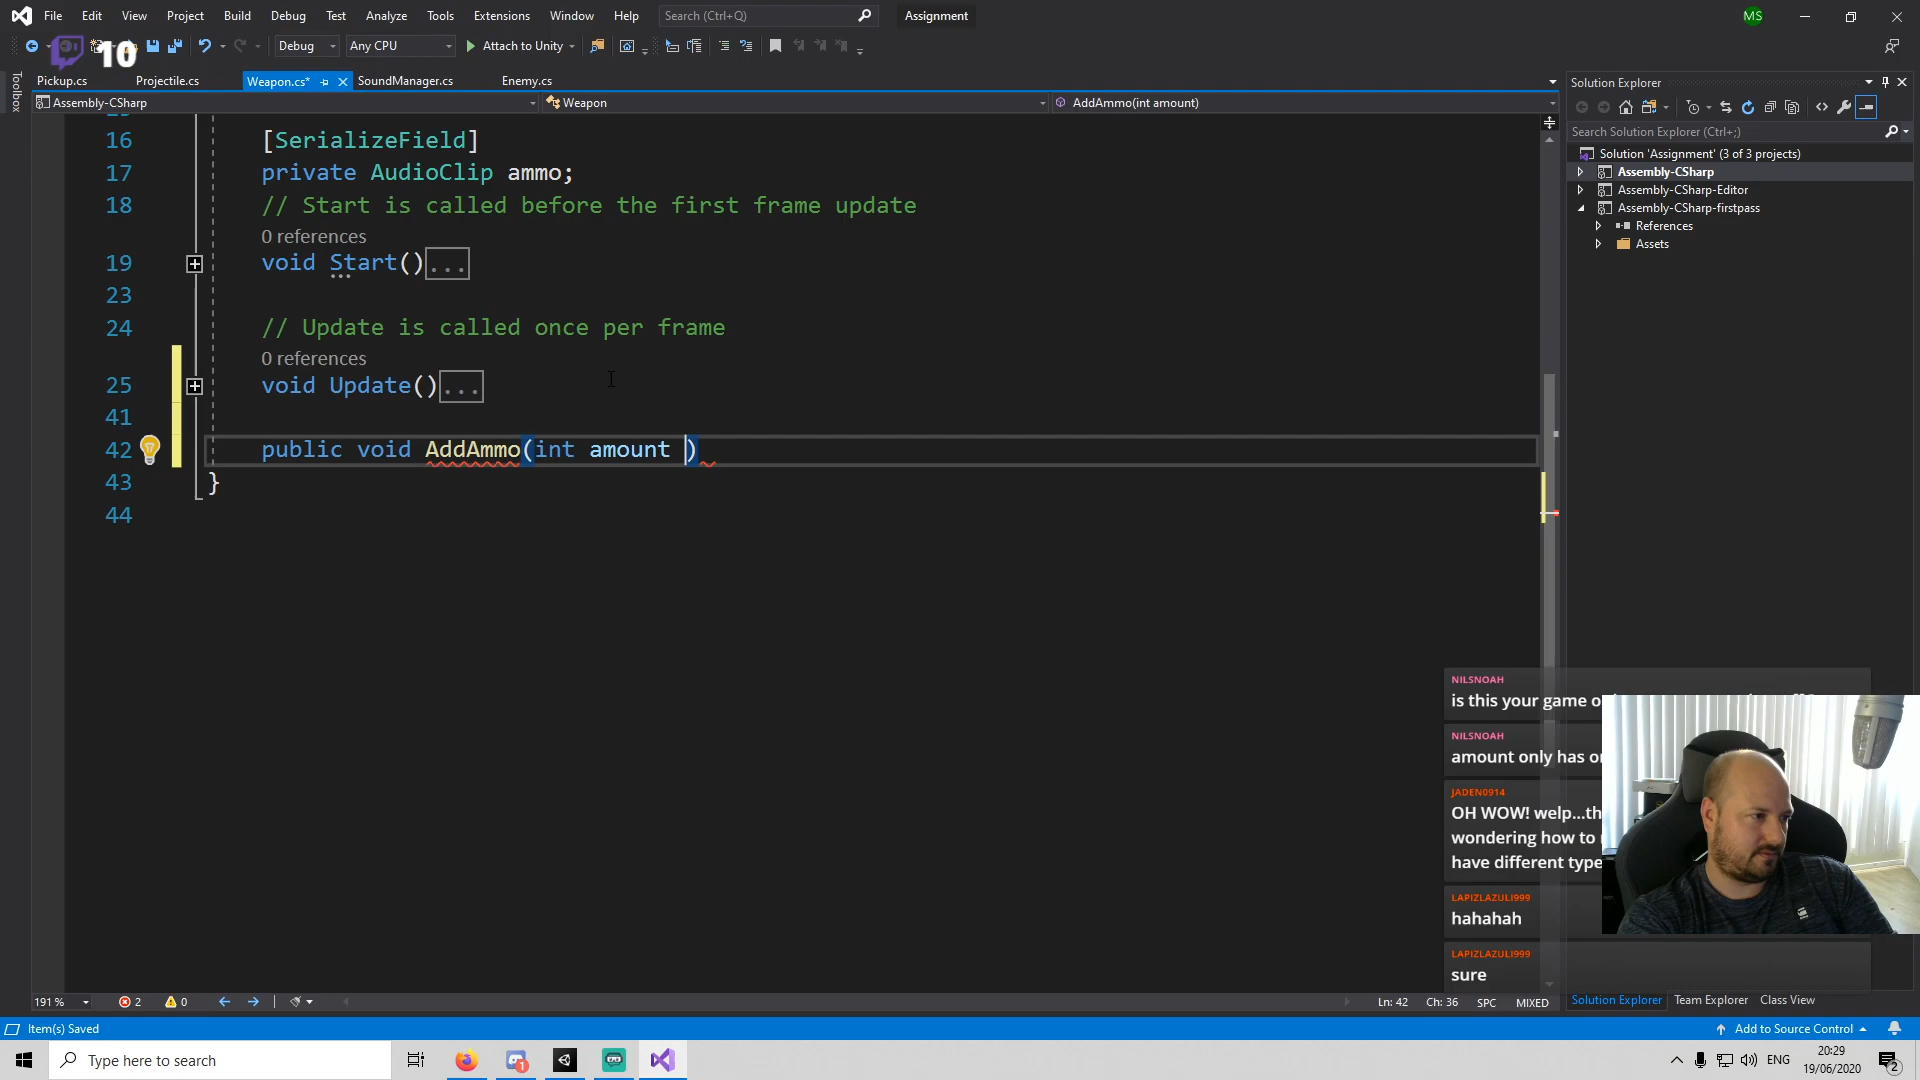 File Edit View Project Build Debug Test Analyze Tools Extensions Window Help Search (Ctrl+Q) Assignment MS
10 Debug Any CPU Attach to Unity
Toolbox
Pickup.cs Projectile.cs Weapon.cs* SoundManager.cs Enemy.cs
Assembly-CSharp Weapon AddAmmo(int amount)
16 [SerializeField]
17 private AudioClip ammo;
18 // Start is called before the first frame update
0 references
19 void Start()...
23
24 // Update is called once per frame
0 references
25 void Update()...
41
42 public void AddAmmo(int amount )
43 }
44
Solution Explorer
Search Solution Explorer (Ctrl+;)
Solution 'Assignment' (3 of 3 projects)
Assembly-CSharp
Assembly-CSharp-Editor
Assembly-CSharp-firstpass
References
Assets
NILSNOAH
is this your game
NILSNOAH
amount only has
JADEN0914
OH WOW! welp...
wondering how to
have different type
LAPIZLAZULI999
hahahah
LAPIZLAZULI999
sure
191 % 2 0 Ln: 42 Ch: 36 SPC MIXED
Solution Explorer Team Explorer Class View
Item(s) Saved Add to Source Control
Type here to search 1 ENG 20:29 19/06/2020 2